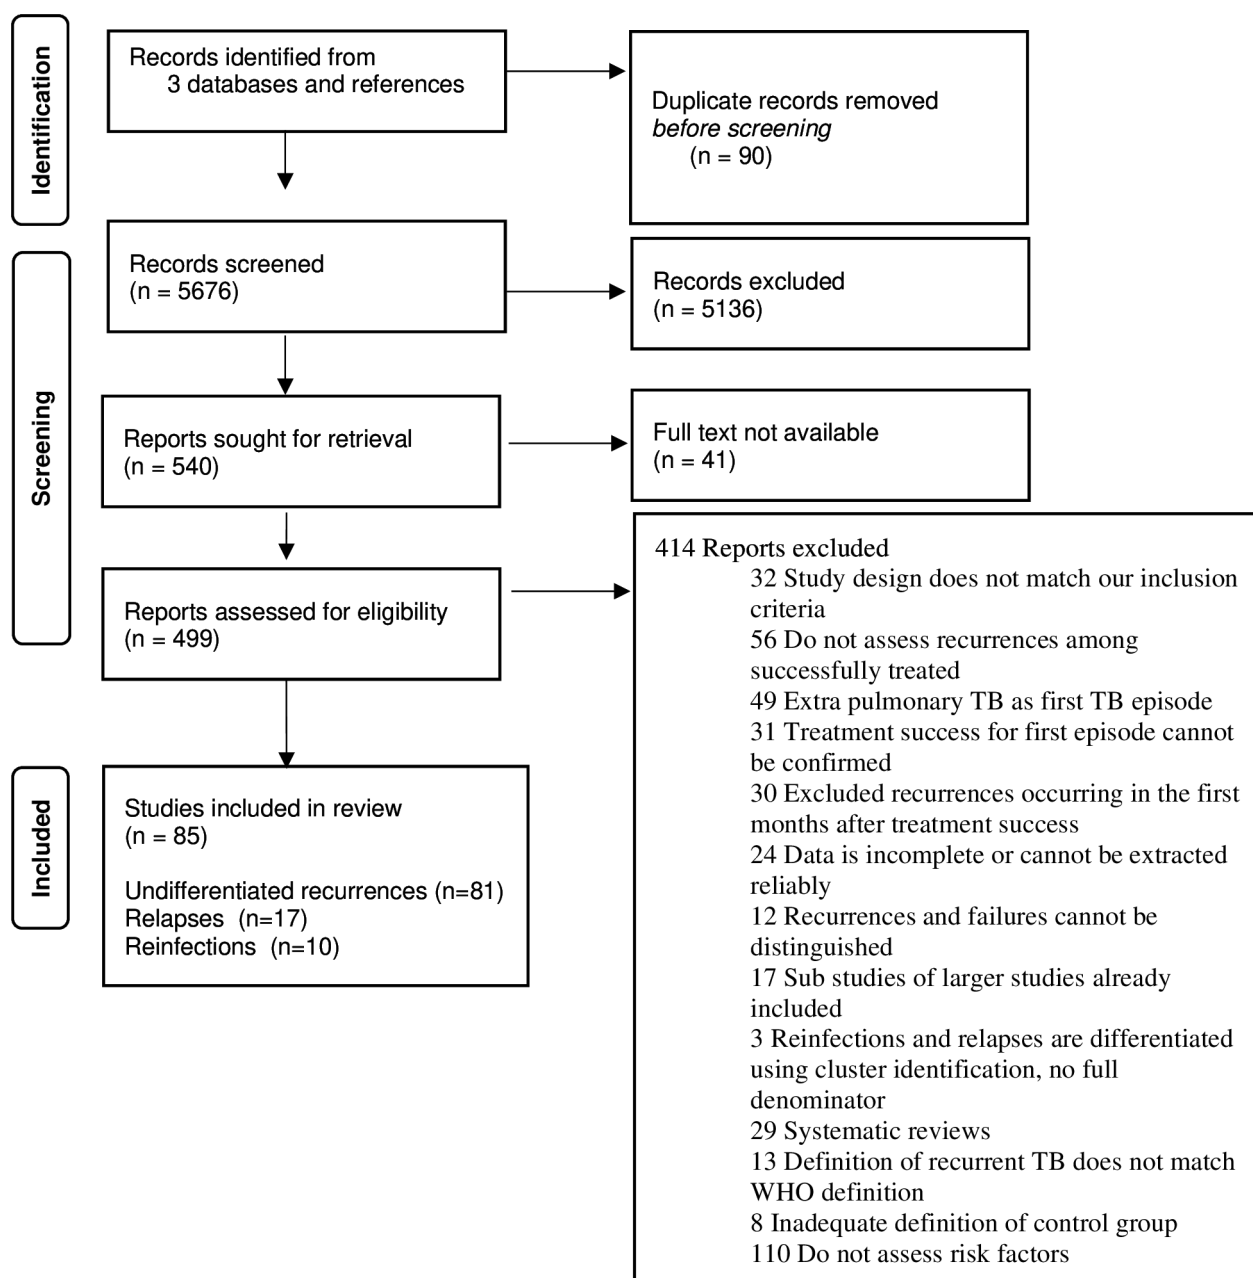 Identification
Records identified from
3 databases and references
Duplicate records removed
before screening
(n = 90)
Screening
Records screened
(n = 5676)
Records excluded
(n = 5136)
Reports sought for retrieval
(n = 540)
Full text not available
(n = 41)
Reports assessed for eligibility
(n = 499)
414 Reports excluded
32 Study design does not match our inclusion
criteria
56 Do not assess recurrences among
successfully treated
49 Extra pulmonary TB as first TB episode
31 Treatment success for first episode cannot
be confirmed
30 Excluded recurrences occurring in the first
months after treatment success
24 Data is incomplete or cannot be extracted
reliably
12 Recurrences and failures cannot be
distinguished
17 Sub studies of larger studies already
included
3 Reinfections and relapses are differentiated
using cluster identification, no full
denominator
29 Systematic reviews
13 Definition of recurrent TB does not match
WHO definition
8 Inadequate definition of control group
110 Do not assess risk factors
Included
Studies included in review
(n = 85)
Undifferentiated recurrences (n=81)
Relapses (n=17)
Reinfections (n=10)